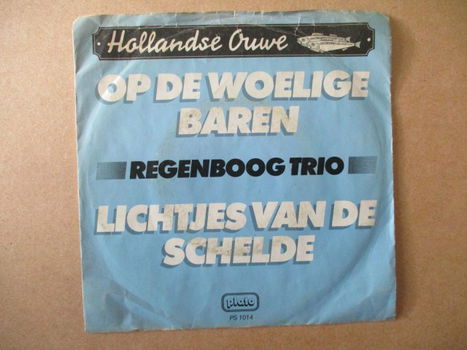 Hollandse Ouwe
OP DE WOELIGE
BAREN
REGENBOOG TRIO
LICHTJES VAN DE
SCHELDE
plato
PS 1014